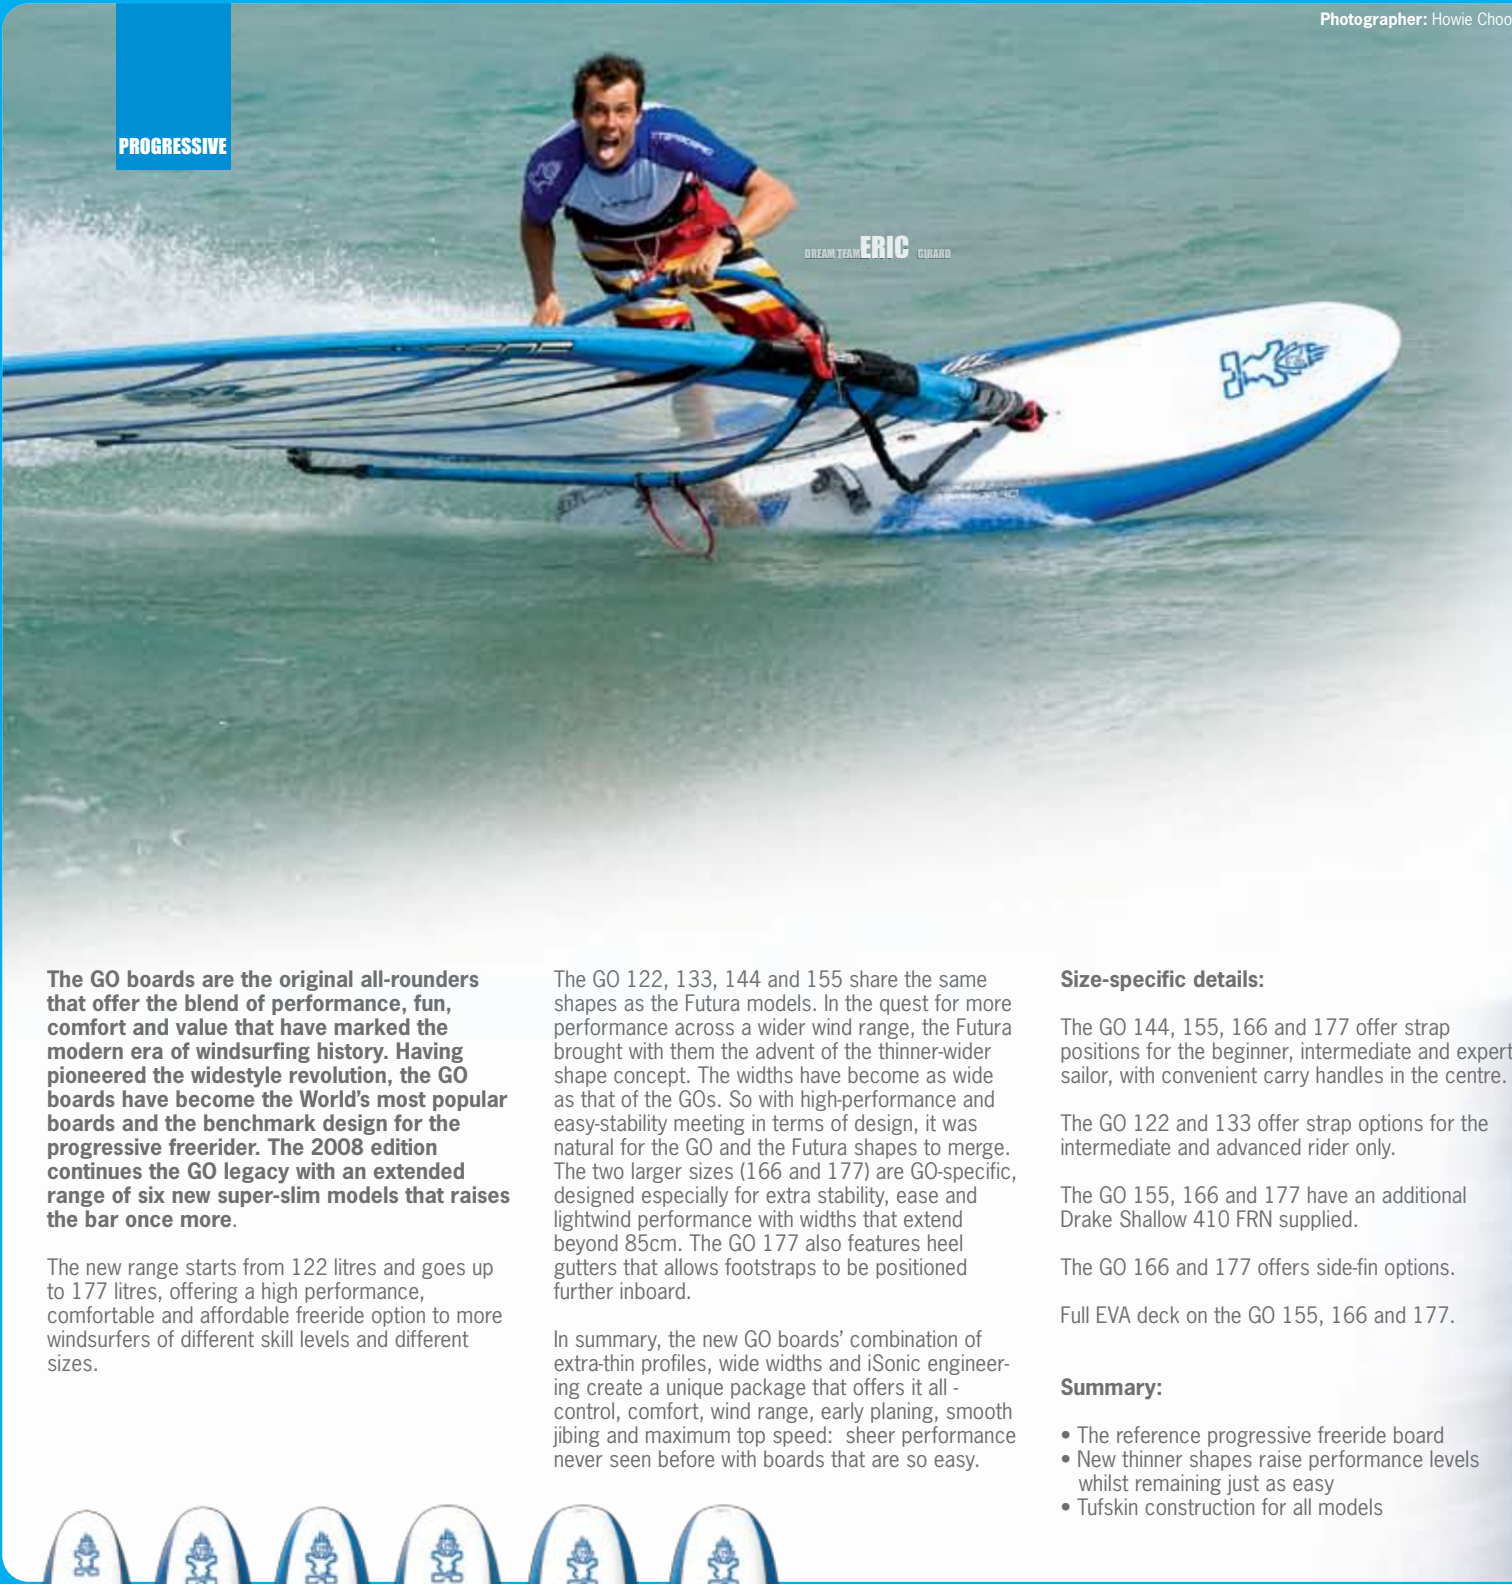 Photographer: Howie Choo
PROGRESSIVE
DREAM TEAM ERIC GIRARD
The GO boards are the original all-rounders
that offer the blend of performance, fun,
comfort and value that have marked the
modern era of windsurfing history. Having
pioneered the widestyle revolution, the GO
boards have become the World's most popular
boards and the benchmark design for the
progressive freerider. The 2008 edition
continues the GO legacy with an extended
range of six new super-slim models that raises
the bar once more.
The new range starts from 122 litres and goes up
to 177 litres, offering a high performance,
comfortable and affordable freeride option to more
windsurfers of different skill levels and different
sizes.
The GO 122, 133, 144 and 155 share the same
shapes as the Futura models. In the quest for more
performance across a wider wind range, the Futura
brought with them the advent of the thinner-wider
shape concept. The widths have become as wide
as that of the GOs. So with high-performance and
easy-stability meeting in terms of design, it was
natural for the GO and the Futura shapes to merge.
The two larger sizes (166 and 177) are GO-specific,
designed especially for extra stability, ease and
lightwind performance with widths that extend
beyond 85cm. The GO 177 also features heel
gutters that allows footstraps to be positioned
further inboard.
In summary, the new GO boards' combination of
extra-thin profiles, wide widths and iSonic engineer-
ing create a unique package that offers it all -
control, comfort, wind range, early planing, smooth
jibing and maximum top speed:  sheer performance
never seen before with boards that are so easy.
Size-specific details:
The GO 144, 155, 166 and 177 offer strap
positions for the beginner, intermediate and expert
sailor, with convenient carry handles in the centre.
The GO 122 and 133 offer strap options for the
intermediate and advanced rider only.
The GO 155, 166 and 177 have an additional
Drake Shallow 410 FRN supplied.
The GO 166 and 177 offers side-fin options.
Full EVA deck on the GO 155, 166 and 177.
Summary:
• The reference progressive freeride board
• New thinner shapes raise performance levels
whilst remaining just as easy
• Tufskin construction for all models